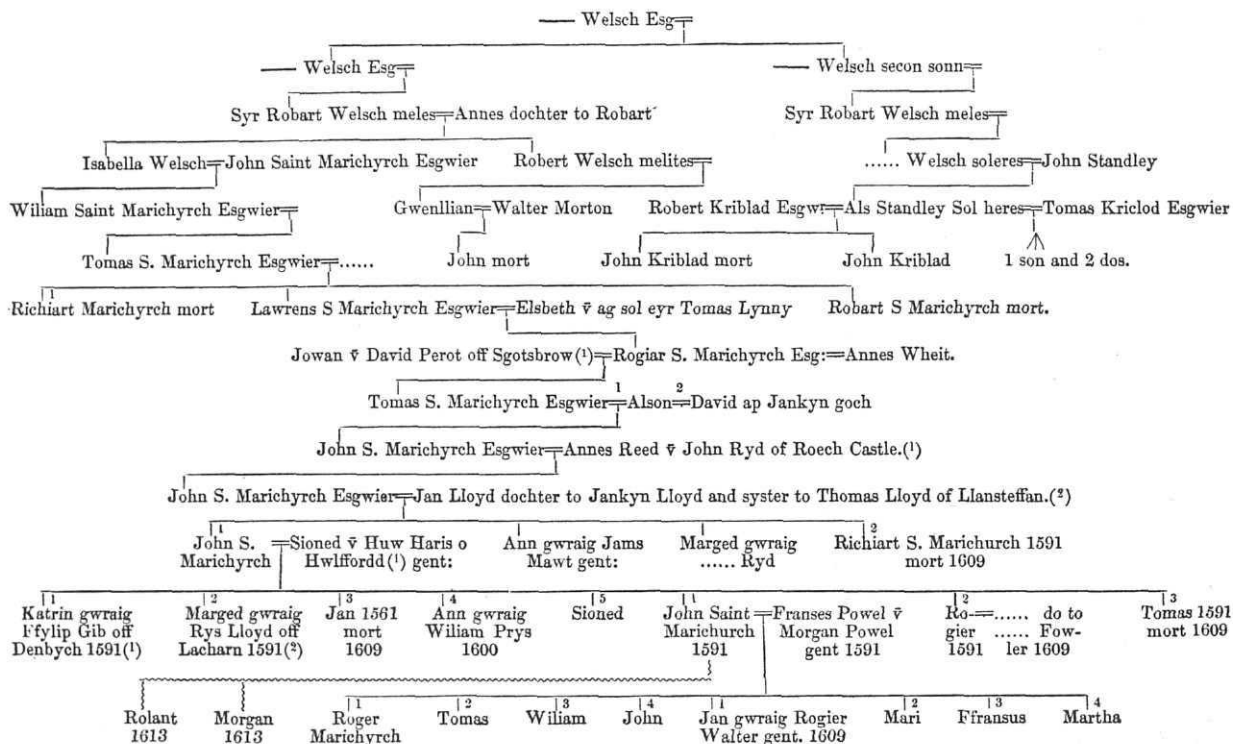 —— Welsch Esg
—— Welsch Esg —— Welsch secon sonn
Syr Robart Welsch meles Annes dochter to Robart Syr Robart Welsch meles
Isabella Welsch John Saint Marichyrch Esgwier Robert Welsch melites ...... Welsch soleres John Standley
Wiliam Saint Marichyrch Esgwier Gwenllian Walter Morton Robert Kriblad Esgwr Als Standley Sol heres Tomas Kriclod Esgwier
Tomas S. Marichyrch Esgwier ...... John mort John Kriblad mort John Kriblad 1 son and 2 dos.
1
Richiart Marichyrch mort Lawrens S Marichyrch Esgwier Elsbeth v̄ ag sol eyr Tomas Lynny Robart S Marichyrch mort.
Jowan v̄ David Perot off Sgotsbrow(¹) Rogiar S. Marichyrch Esg: Annes Wheit.
1 2
Tomas S. Marichyrch Esgwier Alson David ap Jankyn goch
John S. Marichyrch Esgwier Annes Reed v̄ John Ryd of Roech Castle.(¹)
John S. Marichyrch Esgwier Jan Lloyd dochter to Jankyn Lloyd and syster to Thomas Lloyd of Llansteffan.(²)
1 2
John S. Sioned v̄ Huw Haris o Ann gwraig Jams Marged gwraig Richiart S. Marichurch 1591
Marichyrch Hwlffordd(¹) gent: Mawt gent: ...... Ryd mort 1609
1 2 3 4 5 1 2 3
Katrin gwraig Marged gwraig Jan 1561 Ann gwraig Sioned John Saint Franses Powel v̄ Ro- ...... do to Tomas 1591
Ffylip Gib off Rys Lloyd off mort Wiliam Prys Marichurch Morgan Powel gier ...... Fow- mort 1609
Denbych 1591(¹) Lacharn 1591(²) 1609 1600 1591 gent 1591 1591 ler 1609
1 2 3 4 1 2 3 4
Rolant Morgan Roger Tomas Wiliam John Jan gwraig Rogier Mari Ffransus Martha
1613 1613 Marichyrch Walter gent. 1609